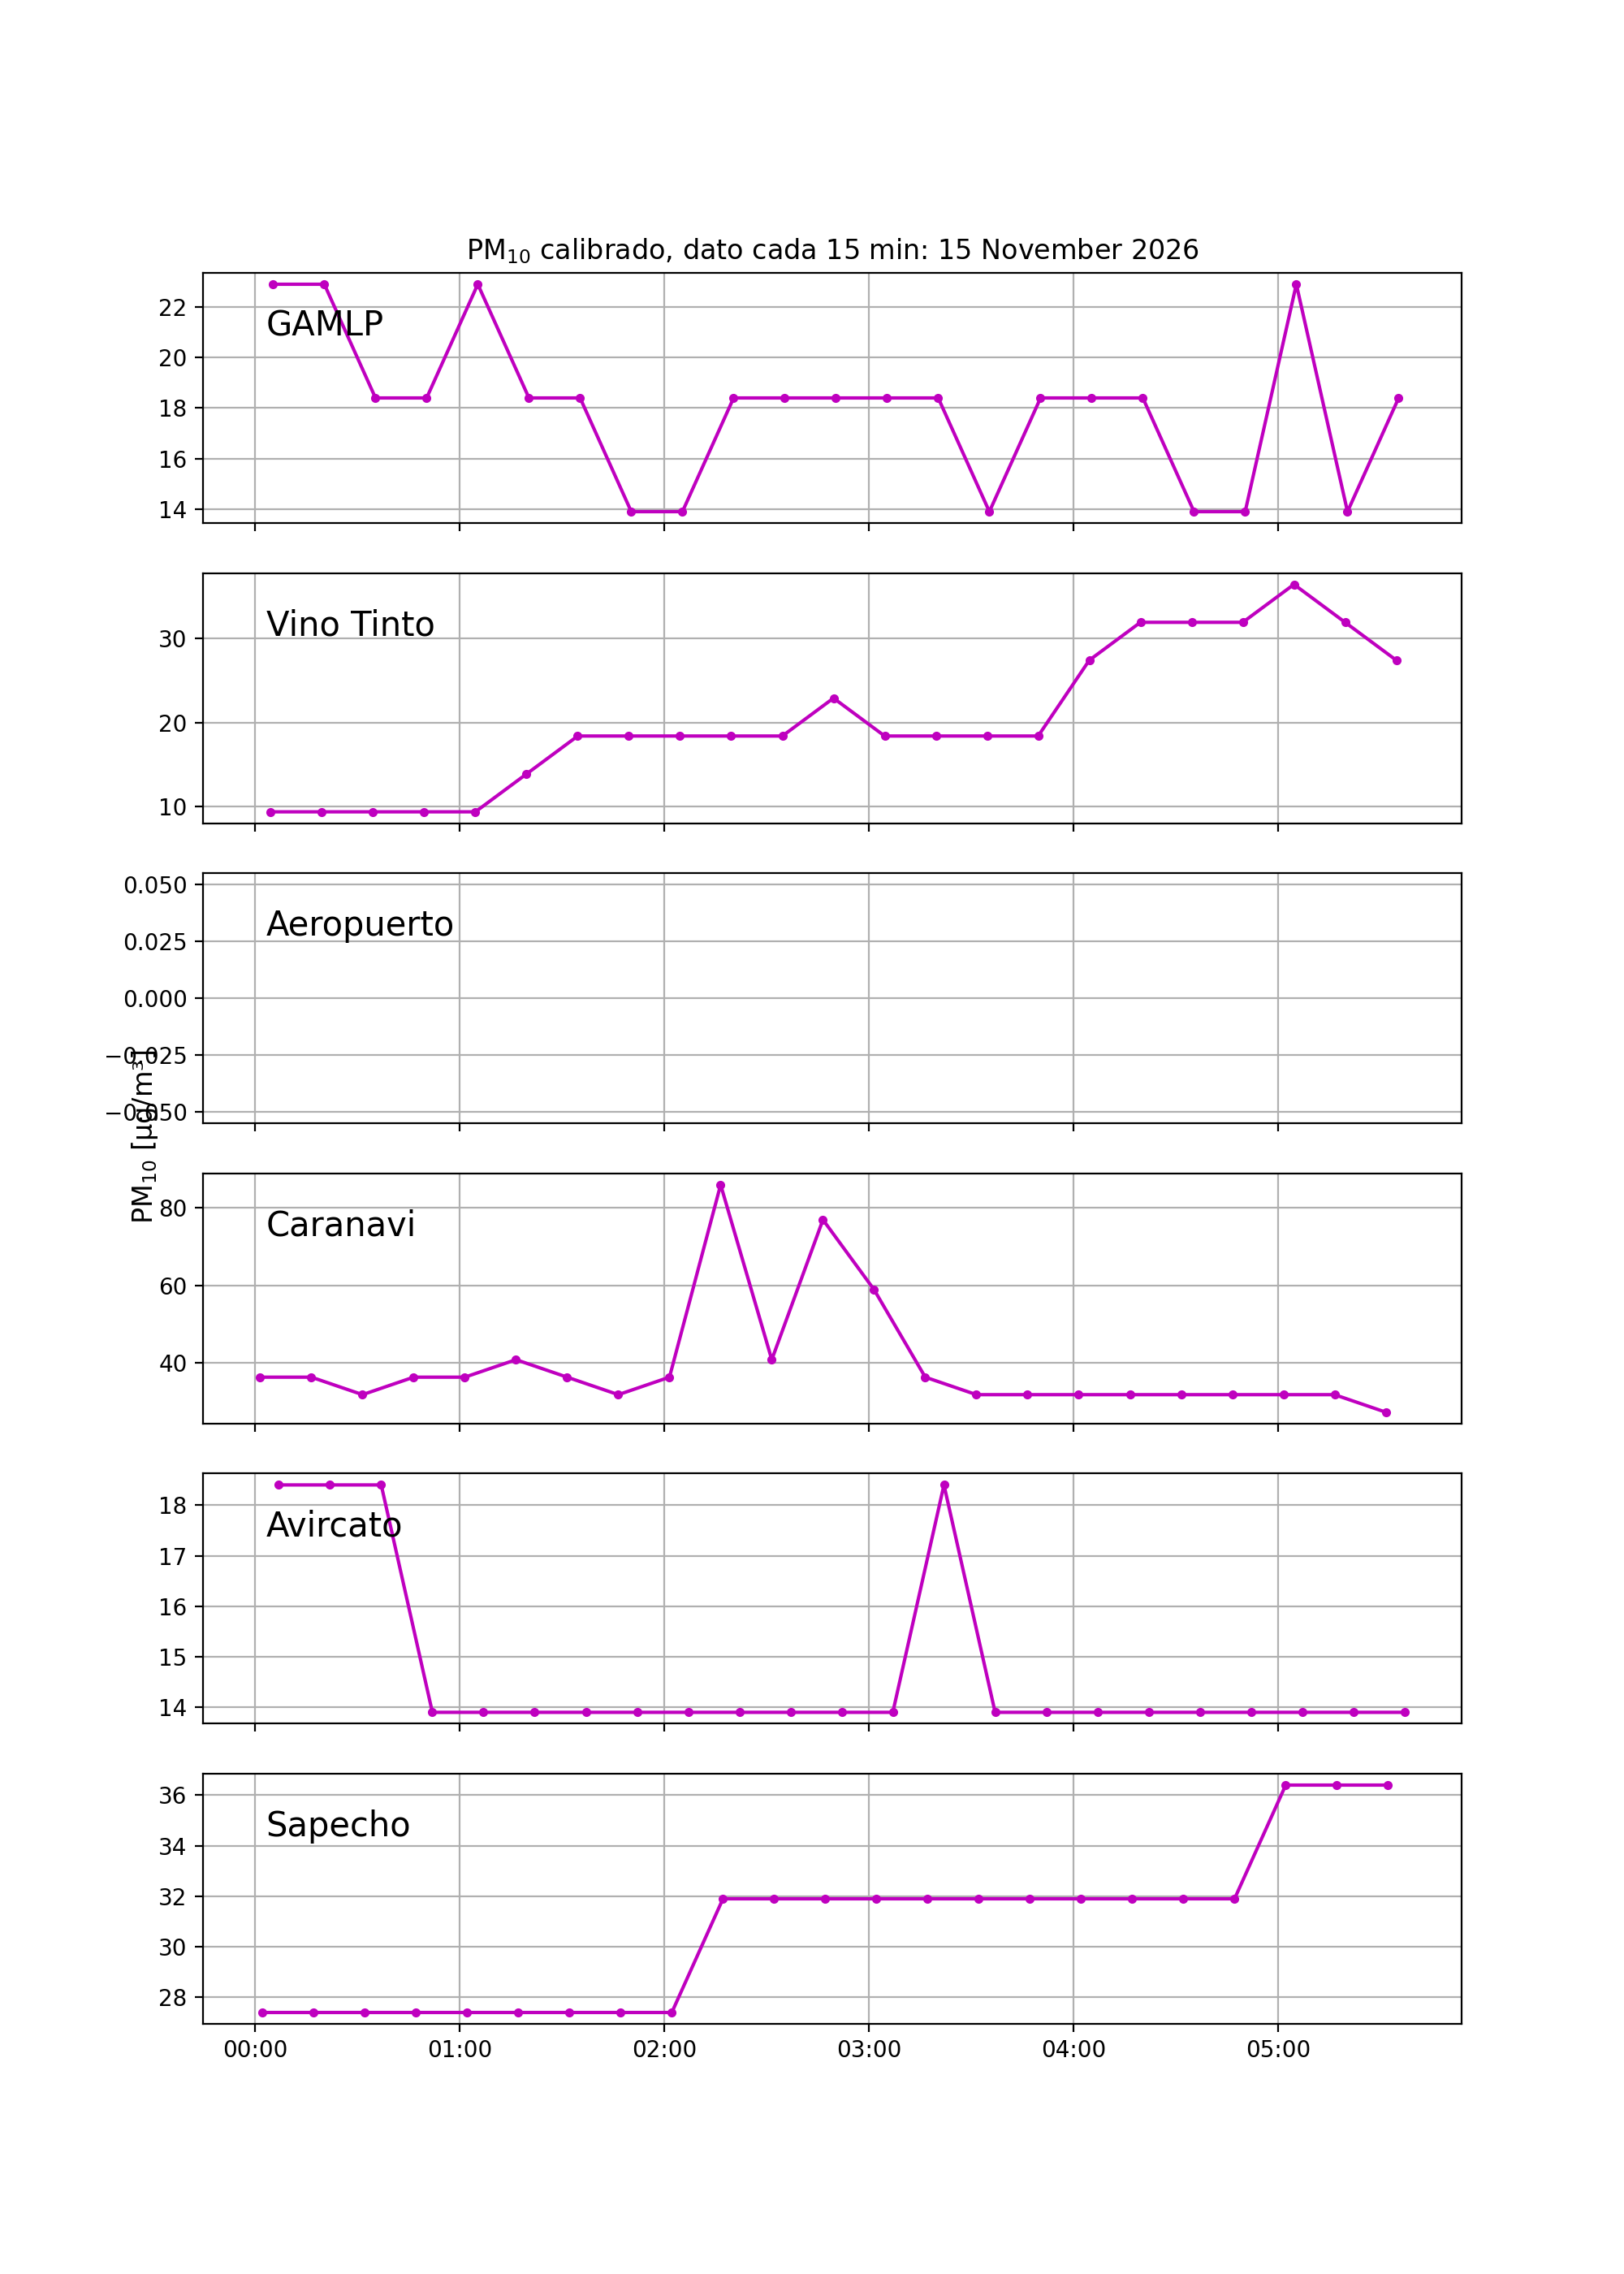 PM₁₀ calibrado, dato cada 15 min: 15 November 2026
22
GAMLP
20
18
16
14
Vino Tinto
30
20
10
0.050
Aeropuerto
0.025
0.000
−0.025
−0.050
PM₁₀ [µg/m³]
80
Caranavi
60
40
18
Avircato
17
16
15
14
36
Sapecho
34
32
30
28
00:00 01:00 02:00 03:00 04:00 05:00